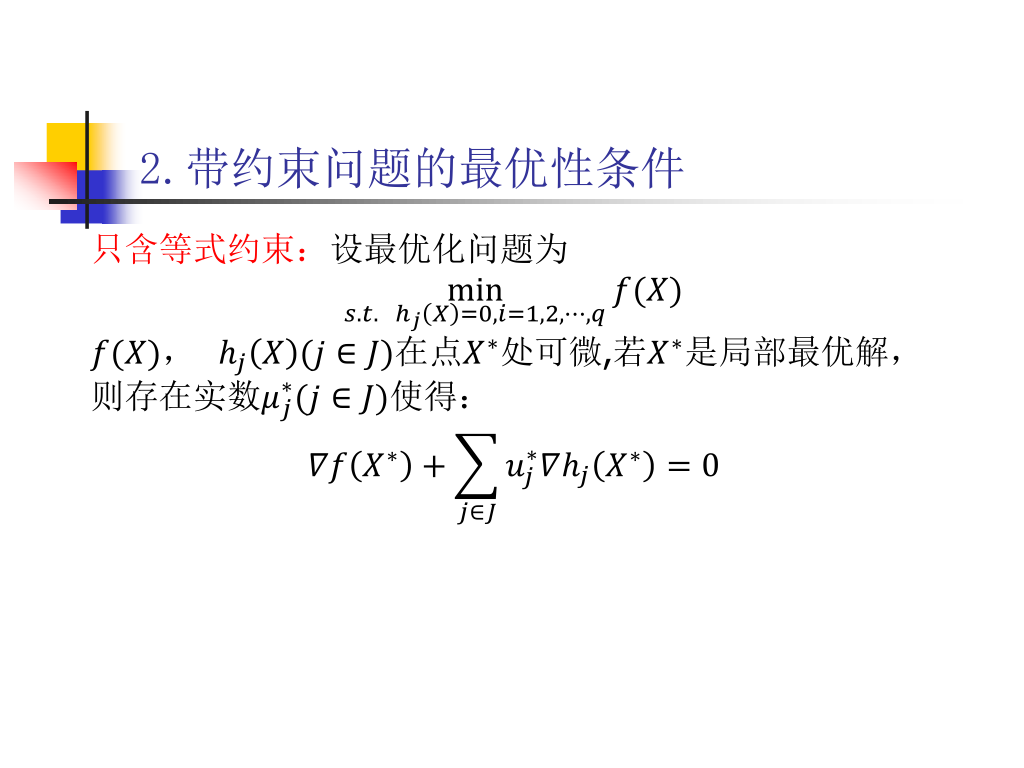 2.带约束问题的最优性条件
只含等式约束：设最优化问题为
min f(X)
s.t. h_j(X)=0,i=1,2,⋯,q
f(X)， h_j(X)(j ∈ J)在点X*处可微,若X*是局部最优解，
则存在实数μ_j^*(j ∈ J)使得：
∇f(X*) + ∑_{j∈J} u_j^*∇h_j(X*) = 0